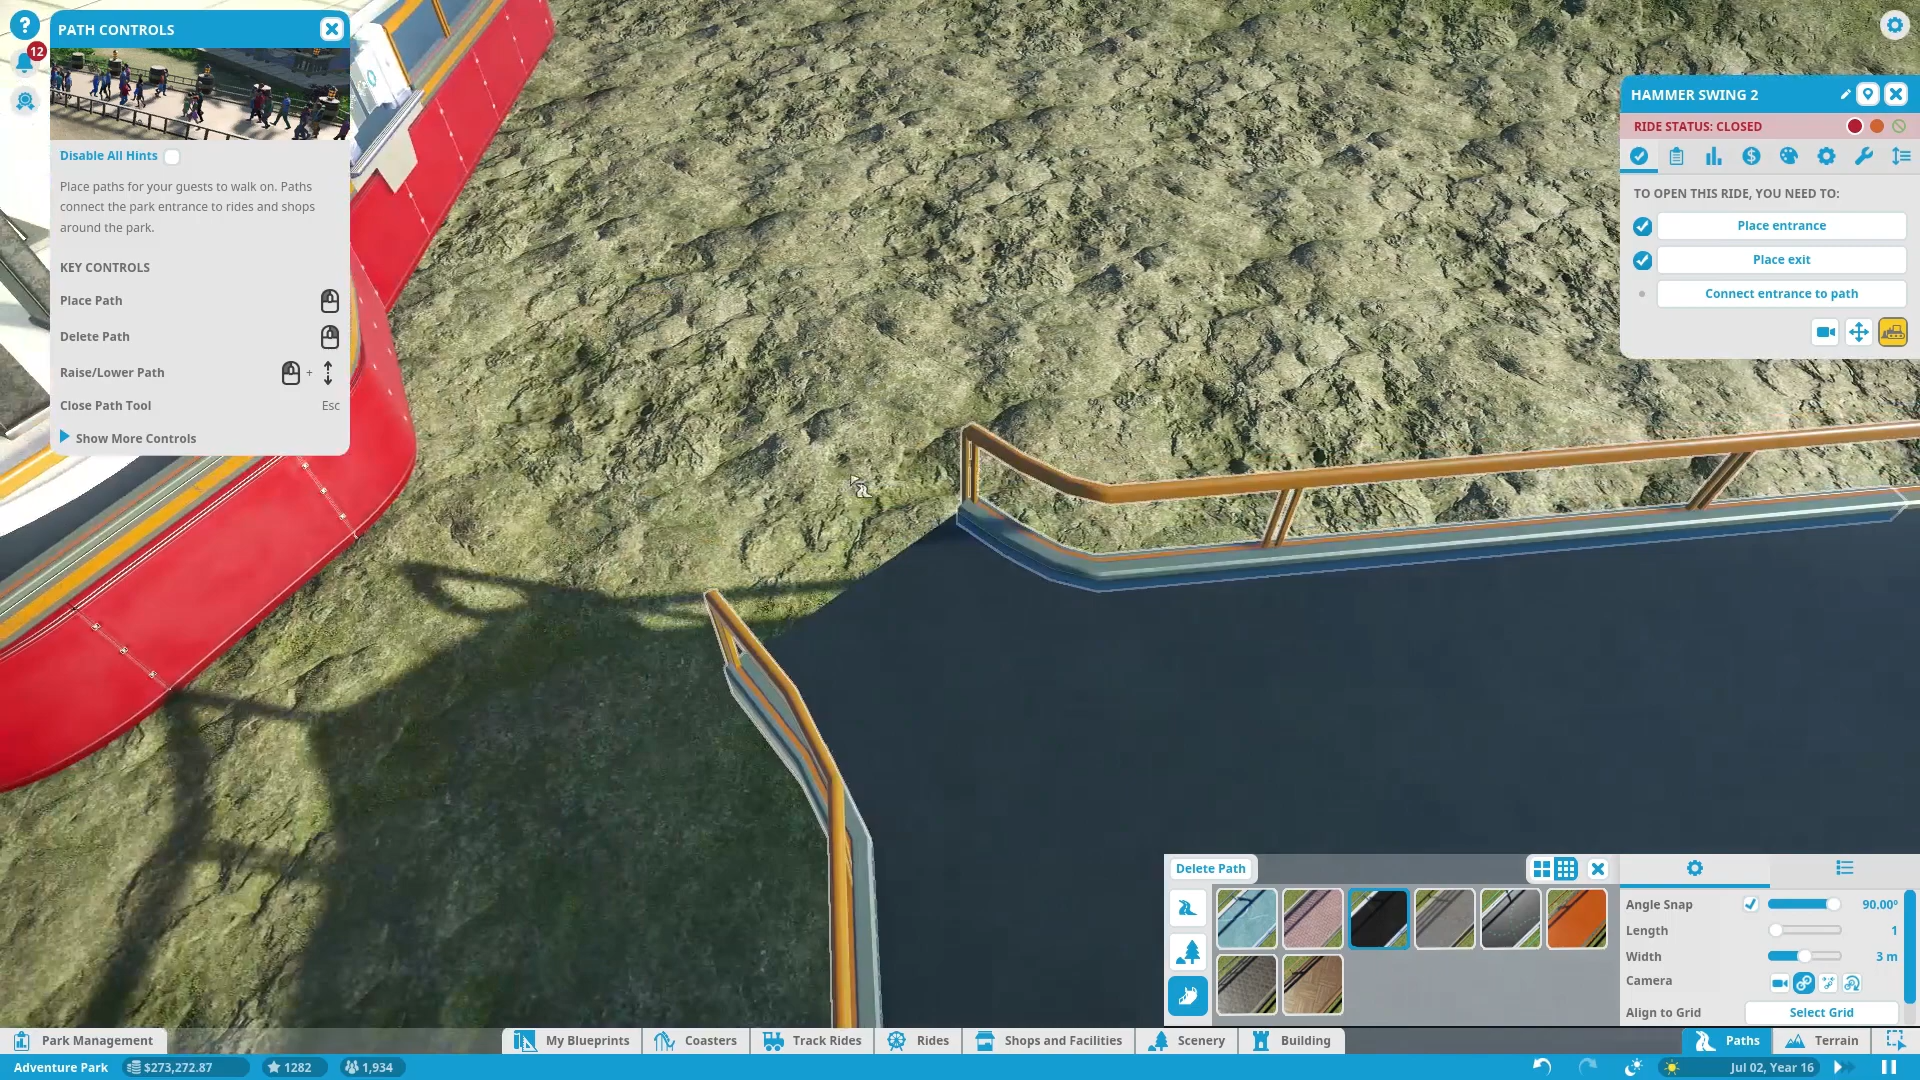 ?
12
PATH CONTROLS
Disable All Hints
Place paths for your guests to walk on. Paths
connect the park entrance to rides and shops
around the park.
KEY CONTROLS
Place Path
Delete Path
Raise/Lower Path +
Close Path Tool Esc
Show More Controls
HAMMER SWING 2
RIDE STATUS: CLOSED
TO OPEN THIS RIDE, YOU NEED TO:
Place entrance
Place exit
Connect entrance to path
Delete Path
Angle Snap 90.00°
Length 1
Width 3 m
Camera
Align to Grid Select Grid
Park Management
My Blueprints
Coasters
Track Rides
Rides
Shops and Facilities
Scenery
Building
Paths
Terrain
Adventure Park
$273,272.87
1282
1,934
Jul 02, Year 16